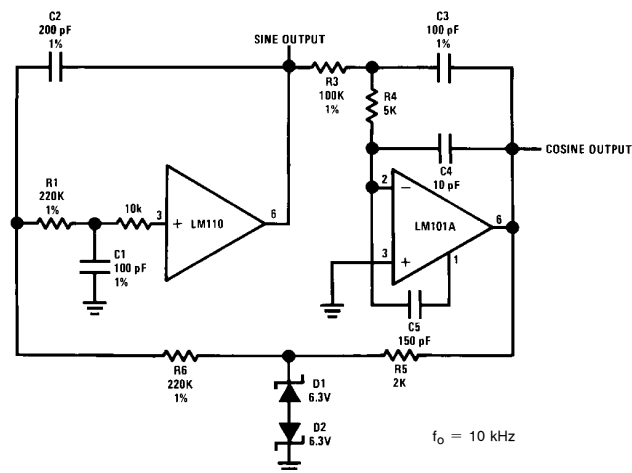 C2
200 pF
1%
SINE OUTPUT
C3
100 pF
1%
R3
100K
1%
R4
5K
COSINE OUTPUT
C4
10 pF
R1
220K
1%
10k
3
+
LM110
6
2
−
LM101A
6
3
+
1
C1
100 pF
1%
C5
150 pF
R6
220K
1%
R5
2K
D1
6.3V
D2
6.3V
fo = 10 kHz